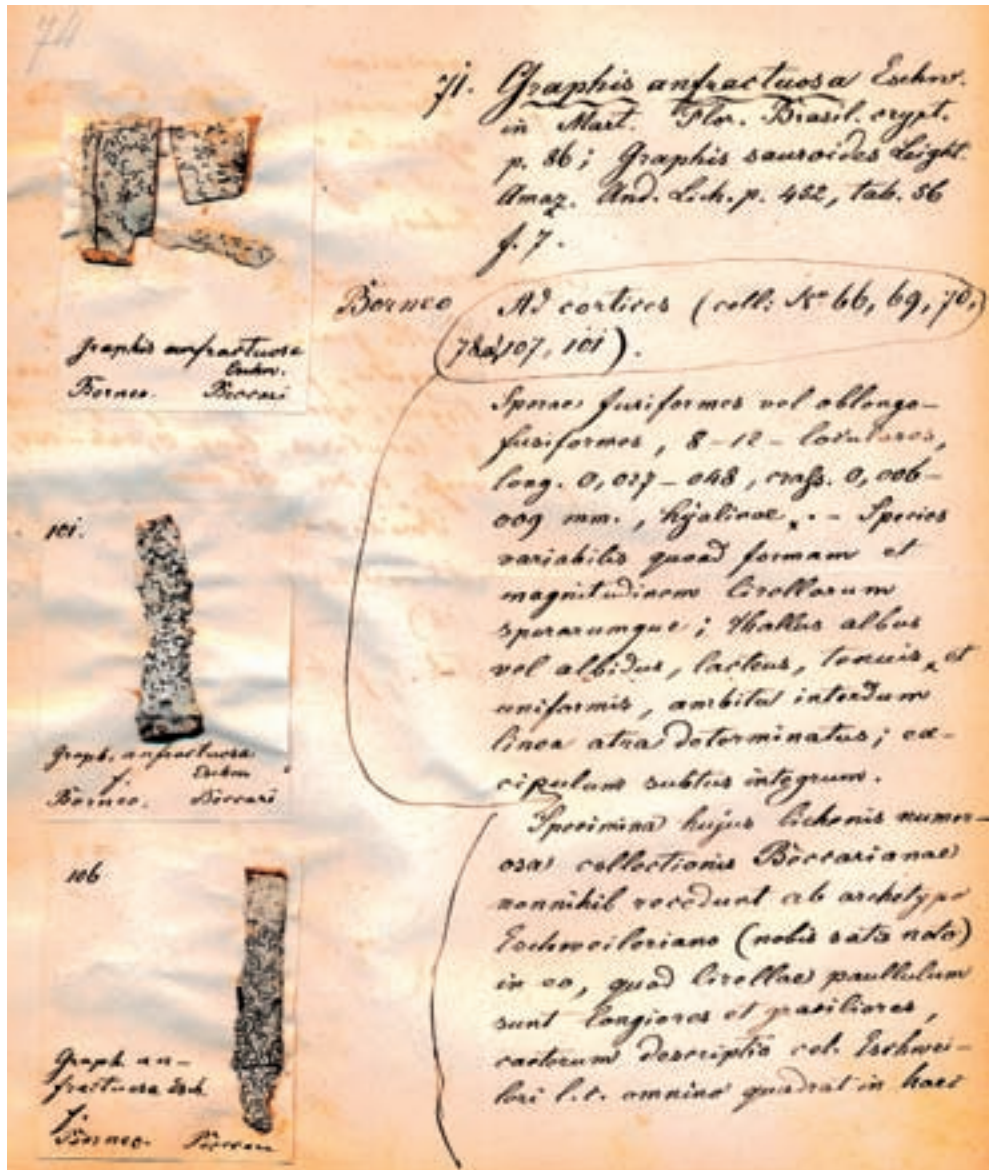 74
71. Graphis anfractuosa Eschw.
in Mart. Flor. Brasil. crypt.
p. 86; Graphis sauroides Leight.
Amaz. And. Lich. p. 452, tab. 36
f. 7.
Borneo Ad cortices (coll: No 66, 69, 70,
107, 101).
Sporae fusiformes vel oblongo-
fusiformes, 8-12-loculares,
long. 0,027-048, crass. 0,006-
009 mm., hyalinae. - Species
variabilis quoad formam et
magnitudinem lirellarum
sporarumque; thallus albus
vel albidus, lacteus, tenuis, et
uniformis, ambitu interdum
linea atra determinatus; ex-
cipulum subtus integrum.
Specimina hujus lichenis numer-
osa collectionis Beccarianae
nonnihil recedunt ab archetypo
Eschweileriano (nobis satis noto)
in eo, quod lirellae paullulum
sunt longiores et graciliores,
caeterum descriptio cel. Eschwei-
leri l.c. omnino quadrat in haec
Graphis anfractuosa
Eschw.
Borneo. Beccari
101.
Graph. anfractuosa
Eschw
f.
Borneo. Beccari
106
Graph. an-
fractuosa Esch
f.
Borneo. Beccari